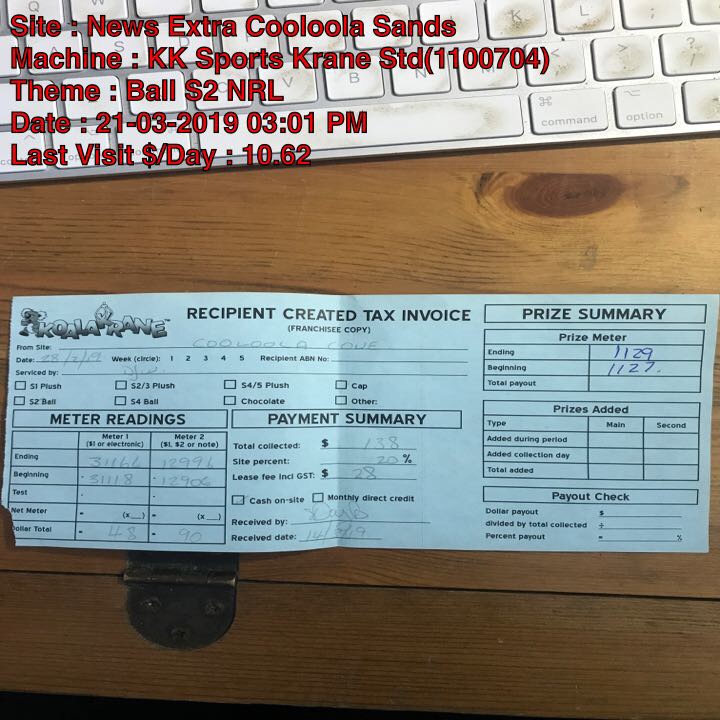 Site : News Extra Cooloola Sands
Machine : KK Sports Krane Std(1100704)
Theme : Ball S2 NRL
Date : 21-03-2019 03:01 PM
Last Visit $/Day : 10.62
K L
V B N
command option
KOALA KRANE
RECIPIENT CREATED TAX INVOICE
(FRANCHISEE COPY)
From Site: COOLOOLA COVE
Date: 28/2/19 Week (circle): 1 2 3 4 5 Recipient ABN No:
Serviced by:
S1 Plush S2/3 Plush S4/5 Plush Cap
S2 Ball S4 Ball Chocolate Other:
METER READINGS
Meter 1 Meter 2
($1 or electronic) ($1, $2 or note)
Ending 31166 12996
Beginning 31118 12906
Test
Net Meter = (x ) = (x )
Dollar Total = 48 = 90
PAYMENT SUMMARY
Total collected: $ 138
Site percent: 20 %
Lease fee incl GST: $ 28
Cash on-site Monthly direct credit
Received by:
Received date: 14/3/19
PRIZE SUMMARY
Prize Meter
Ending 1129
Beginning 1127.
Total payout
Prizes Added
Type Main Second
Added during period
Added collection day
Total added
Payout Check
Dollar payout $
divided by total collected ÷
Percent payout = %